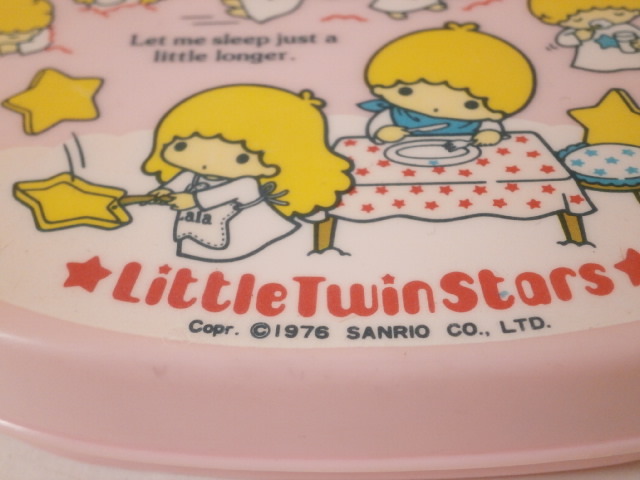 Let me sleep just a
little longer.
Lala
★LittleTwinStars★
Copr. ©1976 SANRIO CO., LTD.